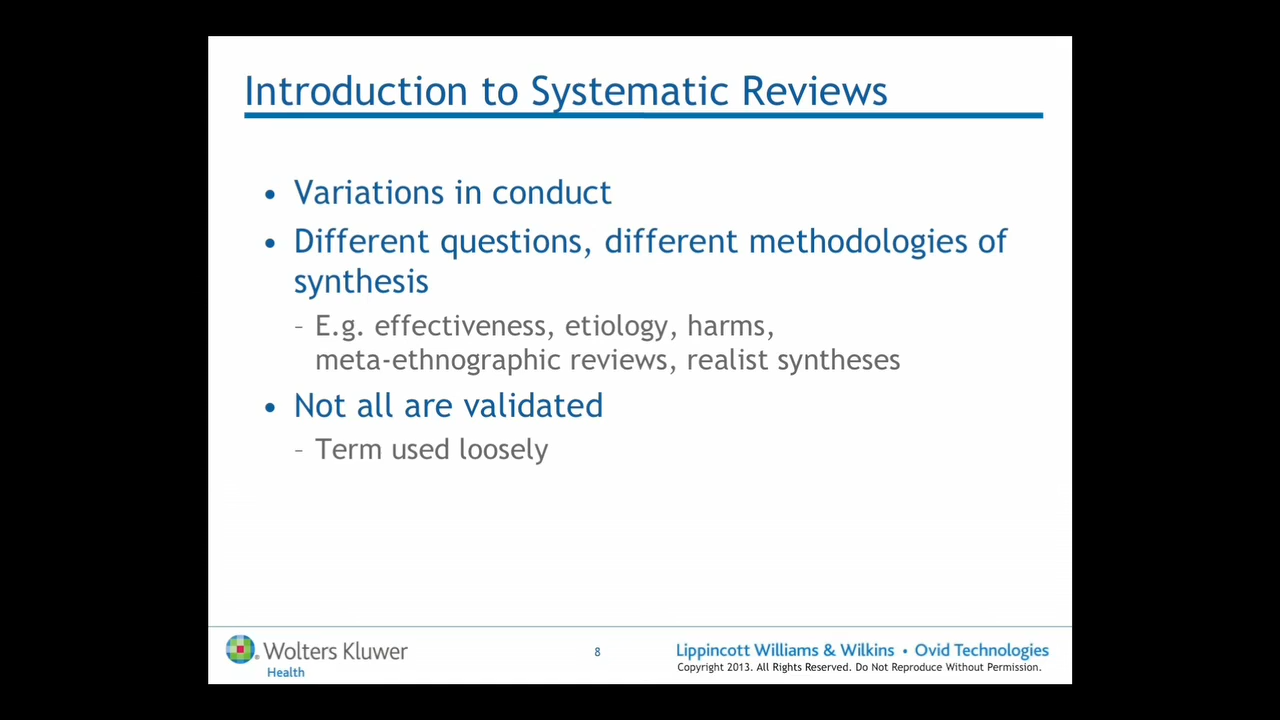 Introduction to Systematic Reviews
• Variations in conduct
• Different questions, different methodologies of
synthesis
– E.g. effectiveness, etiology, harms,
meta-ethnographic reviews, realist syntheses
• Not all are validated
– Term used loosely
Wolters Kluwer
Health
8
Lippincott Williams & Wilkins • Ovid Technologies
Copyright 2013. All Rights Reserved. Do Not Reproduce Without Permission.